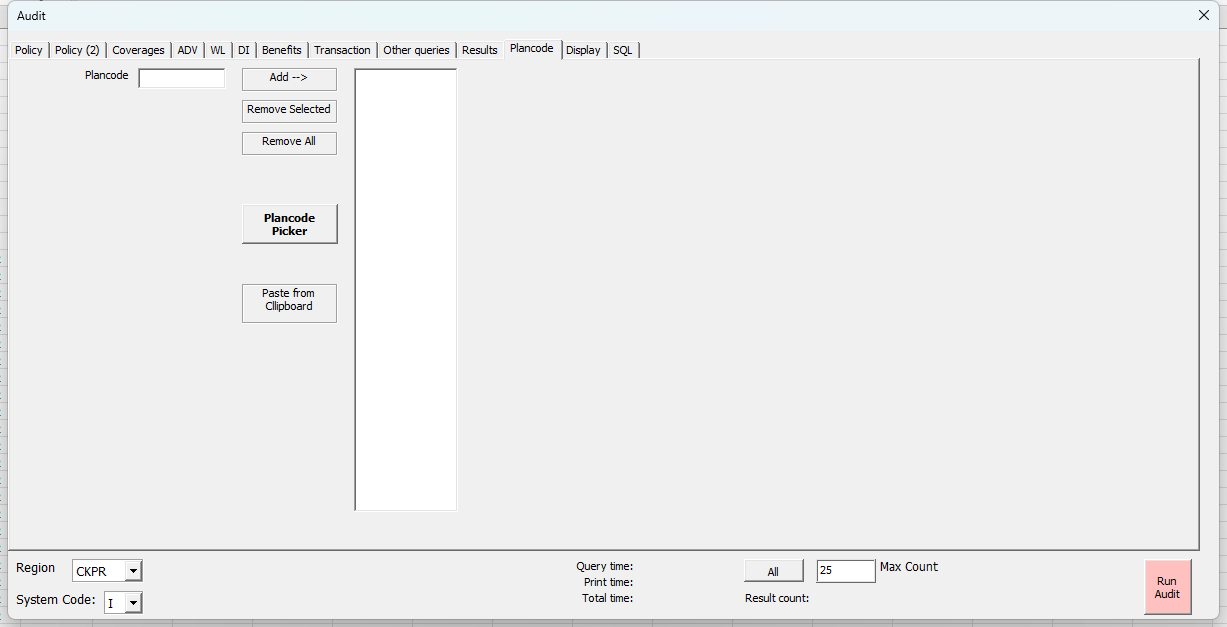 Audit
Policy Policy (2) Coverages ADV WL DI Benefits Transaction Other queries Results Plancode Display SQL
Plancode
Add -->
Remove Selected
Remove All
Plancode
Picker
Paste from
Cllipboard
Region CKPR
System Code: I
Query time:
Print time:
Total time:
All 25 Max Count
Result count:
Run
Audit